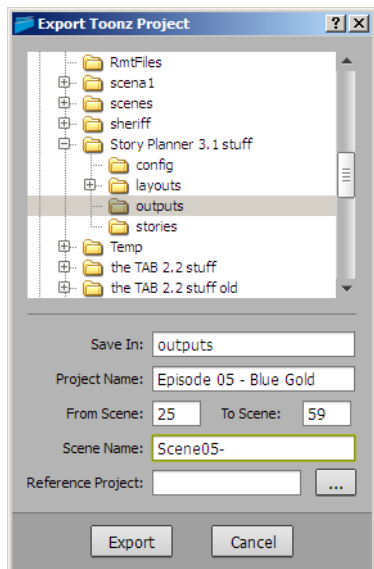 Export Toonz Project
RmtFiles
scena1
scenes
sheriff
Story Planner 3.1 stuff
config
layouts
outputs
stories
Temp
the TAB 2.2 stuff
the TAB 2.2 stuff old
Save In: outputs
Project Name: Episode 05 - Blue Gold
From Scene: 25 To Scene: 59
Scene Name: Scene05-
Reference Project: ...
Export Cancel